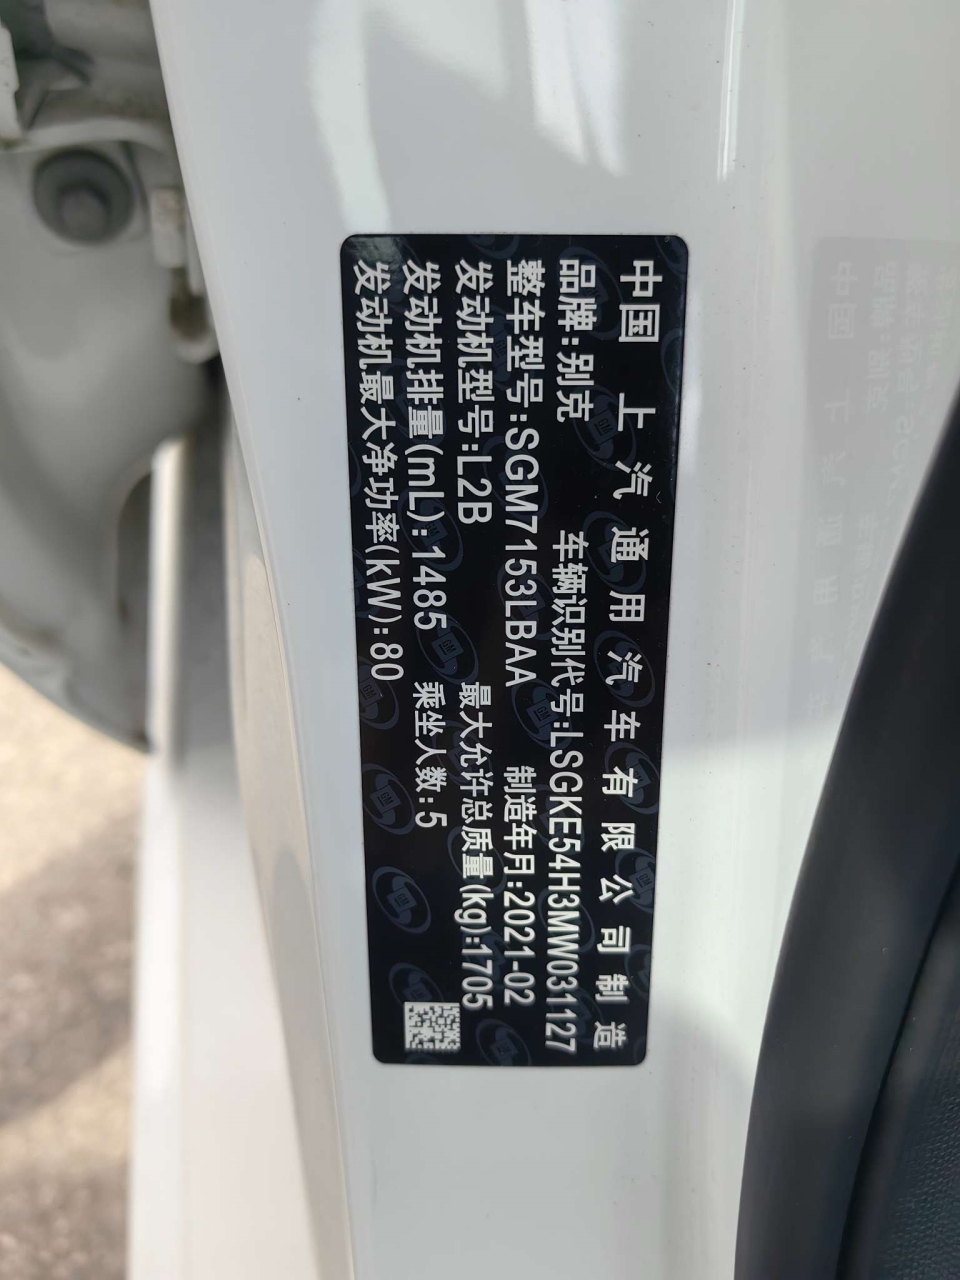 中国 上汽通用汽车有限公司制造
品牌:别克 车辆识别代号:LSGKE54H3MW031127
整车型号:SGM7153LBAA 制造年月:2021-02
发动机型号:L2B 最大允许总质量(kg):1705
发动机排量(mL):1485 乘坐人数:5
发动机最大净功率(kW):80